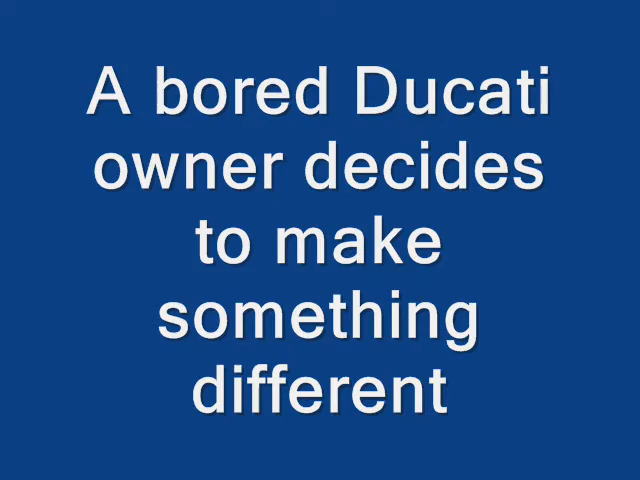 A bored Ducati
owner decides
to make
something
different